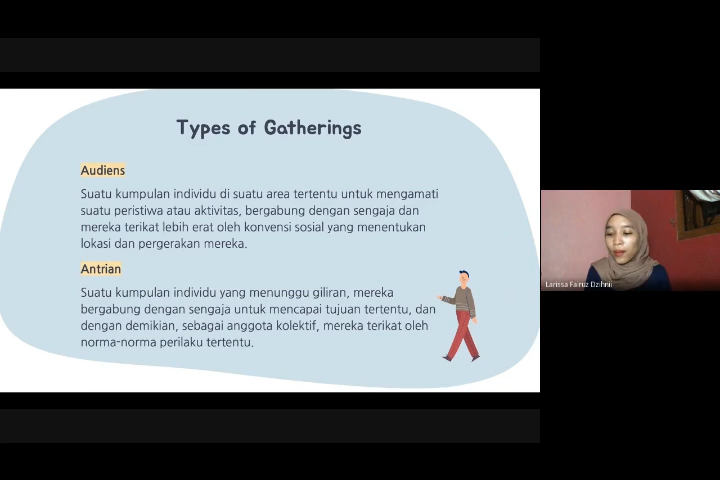 Types of Gatherings
Audiens
Suatu kumpulan individu di suatu area tertentu untuk mengamati
suatu peristiwa atau aktivitas, bergabung dengan sengaja dan
mereka terikat lebih erat oleh konvensi sosial yang menentukan
lokasi dan pergerakan mereka.
Antrian
Suatu kumpulan individu yang menunggu giliran, mereka
bergabung dengan sengaja untuk mencapai tujuan tertentu, dan
dengan demikian, sebagai anggota kolektif, mereka terikat oleh
norma-norma perilaku tertentu.
Larissa Fairuz Dzihnii